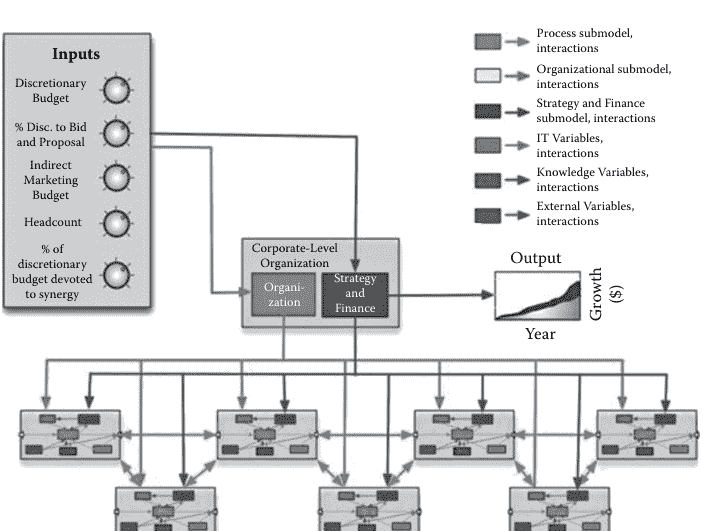 Inputs
Discretionary
Budget
% Disc. to Bid
and Proposal
Indirect
Marketing
Budget
Headcount
% of
discretionary
budget devoted
to synergy
Process submodel,
interactions
Organizational submodel,
interactions
Strategy and Finance
submodel, interactions
IT Variables,
interactions
Knowledge Variables,
interactions
External Variables,
interactions
Corporate-Level
Organization
Organi-
zation
Strategy
and
Finance
Output
Growth
($)
Year